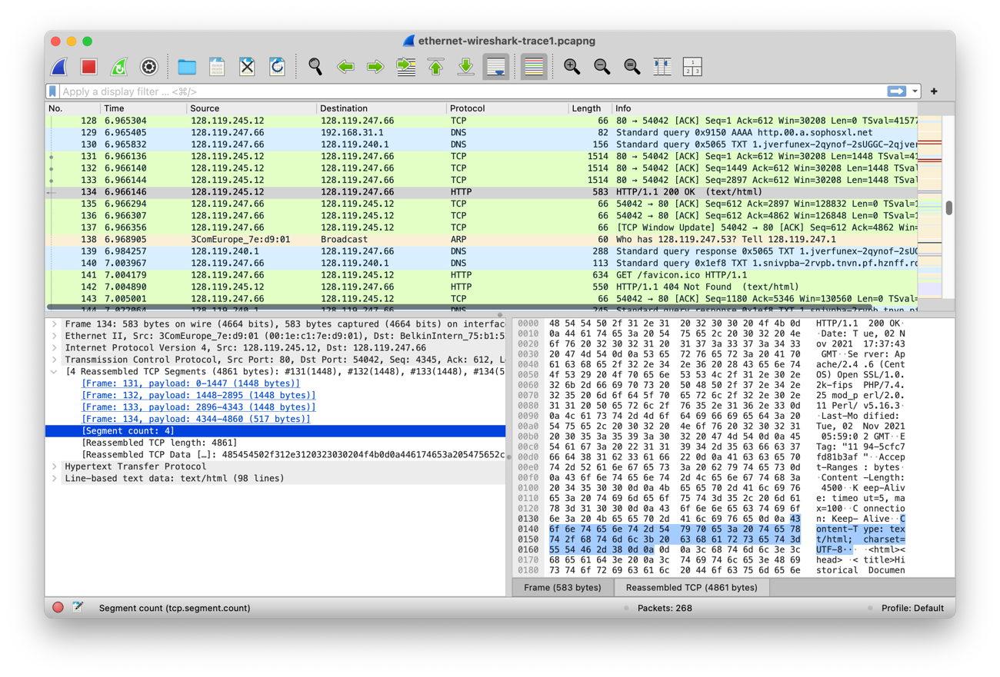 ethernet-wireshark-trace1.pcapng
Apply a display filter ... <⌘/>
No. Time Source Destination Protocol Length Info
128 6.965304 128.119.245.12 128.119.247.66 TCP 66 80 → 54042 [ACK] Seq=1 Ack=612 Win=30208 Len=0 TSval=41577
129 6.965405 128.119.247.66 192.168.31.1 DNS 82 Standard query 0x9150 AAAA http.00.a.sophosxl.net
130 6.965832 128.119.247.66 128.119.240.1 DNS 156 Standard query 0x5065 TXT 1.jverfunex-2qynof-2sUGGC-2qjver
131 6.966136 128.119.245.12 128.119.247.66 TCP 1514 80 → 54042 [ACK] Seq=1 Ack=612 Win=30208 Len=1448 TSval=41
132 6.966140 128.119.245.12 128.119.247.66 TCP 1514 80 → 54042 [ACK] Seq=1449 Ack=612 Win=30208 Len=1448 TSva
133 6.966144 128.119.245.12 128.119.247.66 TCP 1514 80 → 54042 [ACK] Seq=2897 Ack=612 Win=30208 Len=1448 TSva
134 6.966146 128.119.245.12 128.119.247.66 HTTP 583 HTTP/1.1 200 OK (text/html)
135 6.966294 128.119.247.66 128.119.245.12 TCP 66 54042 → 80 [ACK] Seq=612 Ack=2897 Win=128832 Len=0 TSval=1
136 6.966307 128.119.247.66 128.119.245.12 TCP 66 54042 → 80 [ACK] Seq=612 Ack=4862 Win=126848 Len=0 TSval=1
137 6.966356 128.119.247.66 128.119.245.12 TCP 66 [TCP Window Update] 54042 → 80 [ACK] Seq=612 Ack=4862 Win=
138 6.968905 3ComEurope_7e:d9:01 Broadcast ARP 60 Who has 128.119.247.53? Tell 128.119.247.1
139 6.984257 128.119.240.1 128.119.247.66 DNS 288 Standard query response 0x5065 TXT 1.jverfunex-2qynof-2sUG
140 7.003967 128.119.247.66 128.119.240.1 DNS 113 Standard query 0x1ef8 TXT 1.snivpba-2rvpb.tnvn.pf.hznff.rq
141 7.004179 128.119.247.66 128.119.245.12 HTTP 634 GET /favicon.ico HTTP/1.1
142 7.004890 128.119.245.12 128.119.247.66 HTTP 550 HTTP/1.1 404 Not Found (text/html)
143 7.005001 128.119.247.66 128.119.245.12 TCP 66 54042 → 80 [ACK] Seq=1180 Ack=5346 Win=130560 Len=0 TSval=
144 7.022064 128.119.240.1 128.119.247.66 DNS 245 Standard query response 0x1ef8 TXT 1.snivpba-2rvpb.tnvn.pf
Frame 134: 583 bytes on wire (4664 bits), 583 bytes captured (4664 bits) on interfac
Ethernet II, Src: 3ComEurope_7e:d9:01 (00:1e:c1:7e:d9:01), Dst: BelkinIntern_75:b1:5
Internet Protocol Version 4, Src: 128.119.245.12, Dst: 128.119.247.66
Transmission Control Protocol, Src Port: 80, Dst Port: 54042, Seq: 4345, Ack: 612, L
[4 Reassembled TCP Segments (4861 bytes): #131(1448), #132(1448), #133(1448), #134(5
[Frame: 131, payload: 0-1447 (1448 bytes)]
[Frame: 132, payload: 1448-2895 (1448 bytes)]
[Frame: 133, payload: 2896-4343 (1448 bytes)]
[Frame: 134, payload: 4344-4860 (517 bytes)]
[Segment count: 4]
[Reassembled TCP length: 4861]
[Reassembled TCP Data […]: 485454502f312e3120323030204f4b0d0a446174653a205475652c
Hypertext Transfer Protocol
Line-based text data: text/html (98 lines)
0000 48 54 54 50 2f 31 2e 31 20 32 30 30 20 4f 4b 0d HTTP/1.1 200 OK·
0010 0a 44 61 74 65 3a 20 54 75 65 2c 20 30 32 20 4e ·Date: T ue, 02 N
0020 6f 76 20 32 30 32 31 20 31 37 3a 33 37 3a 34 33 ov 2021 17:37:43
0030 20 47 4d 54 0d 0a 53 65 72 76 65 72 3a 20 41 70 GMT··Se rver: Ap
0040 61 63 68 65 2f 32 2e 34 2e 36 20 28 43 65 6e 74 ache/2.4 .6 (Cent
0050 4f 53 29 20 4f 70 65 6e 53 53 4c 2f 31 2e 30 2e OS) Open SSL/1.0.
0060 32 6b 2d 66 69 70 73 20 50 48 50 2f 37 2e 34 2e 2k-fips PHP/7.4.
0070 32 35 20 6d 6f 64 5f 70 65 72 6c 2f 32 2e 30 2e 25 mod_p erl/2.0.
0080 31 31 20 50 65 72 6c 2f 76 35 2e 31 36 2e 33 0d 11 Perl/ v5.16.3·
0090 0a 4c 61 73 74 2d 4d 6f 64 69 66 69 65 64 3a 20 ·Last-Mo dified:
00a0 54 75 65 2c 20 30 32 20 4e 6f 76 20 32 30 32 31 Tue, 02 Nov 2021
00b0 20 30 35 3a 35 39 3a 30 32 20 47 4d 54 0d 0a 45 05:59:0 2 GMT··E
00c0 54 61 67 3a 20 22 31 31 39 34 2d 35 63 66 63 37 Tag: "11 94-5cfc7
00d0 66 64 38 31 62 33 61 66 22 0d 0a 41 63 63 65 70 fd81b3af "··Accep
00e0 74 2d 52 61 6e 67 65 73 3a 20 62 79 74 65 73 0d t-Ranges : bytes·
00f0 0a 43 6f 6e 74 65 6e 74 2d 4c 65 6e 67 74 68 3a ·Content -Length:
0100 20 34 35 30 30 0d 0a 4b 65 65 70 2d 41 6c 69 76 4500··K eep-Aliv
0110 65 3a 20 74 69 6d 65 6f 75 74 3d 35 2c 20 6d 61 e: timeo ut=5, ma
0120 78 3d 31 30 30 0d 0a 43 6f 6e 6e 65 63 74 69 6f x=100··C onnectio
0130 6e 3a 20 4b 65 65 70 2d 41 6c 69 76 65 0d 0a 43 n: Keep- Alive··C
0140 6f 6e 74 65 6e 74 2d 54 79 70 65 3a 20 74 65 78 ontent-T ype: tex
0150 74 2f 68 74 6d 6c 3b 20 63 68 61 72 73 65 74 3d t/html; charset=
0160 55 54 46 2d 38 0d 0a 0d 0a 3c 68 74 6d 6c 3e 3c UTF-8··· ·<html><
0170 68 65 61 64 3e 20 0a 3c 74 69 74 6c 65 3e 48 69 head> ·< title>Hi
0180 73 74 6f 72 69 63 61 6c 20 44 6f 63 75 6d 65 6e storical Documen
Frame (583 bytes) Reassembled TCP (4861 bytes)
Segment count (tcp.segment.count) Packets: 268 Profile: Default